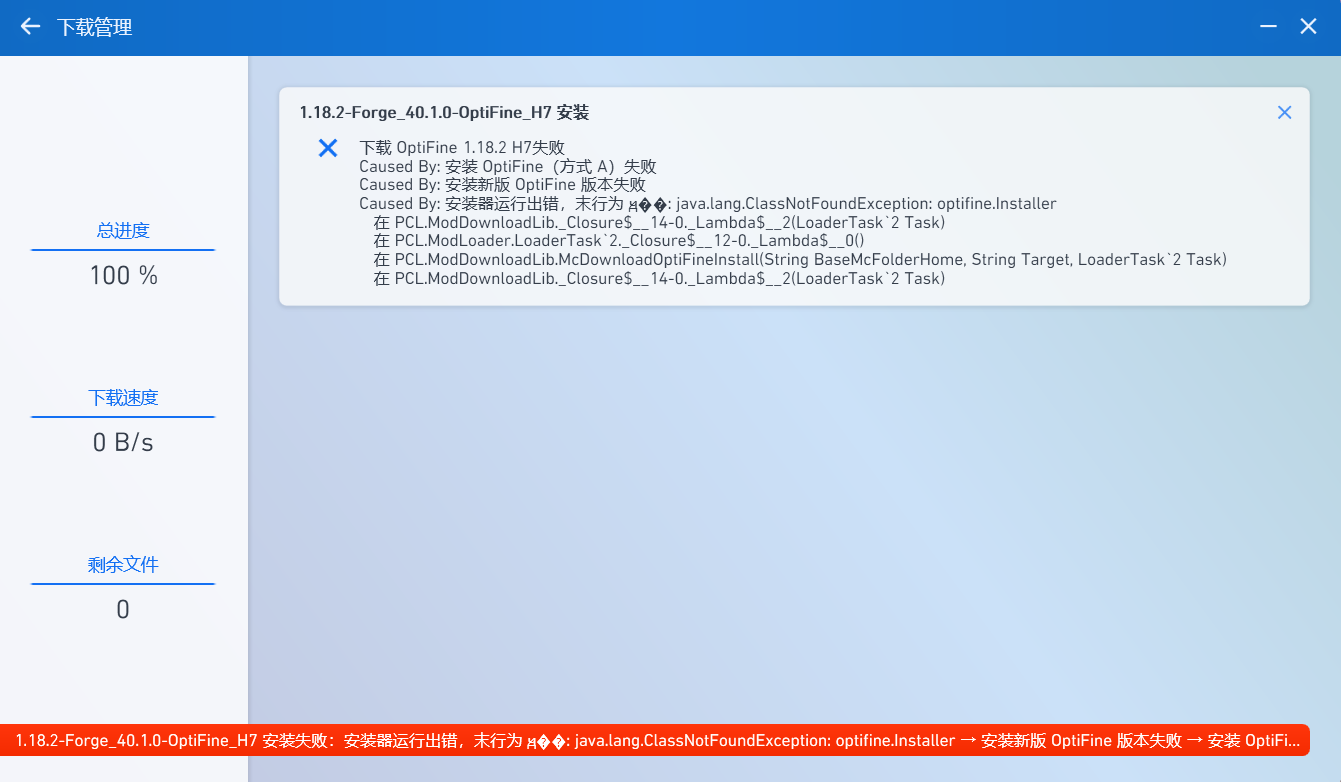 下载管理
1.18.2-Forge_40.1.0-OptiFine_H7 安装
下载 OptiFine 1.18.2 H7失败
Caused By: 安装 OptiFine（方式 A）失败
Caused By: 安装新版 OptiFine 版本失败
Caused By: 安装器运行出错，末行为 ԭ��: java.lang.ClassNotFoundException: optifine.Installer
在 PCL.ModDownloadLib._Closure$__14-0._Lambda$__2(LoaderTask`2 Task)
在 PCL.ModLoader.LoaderTask`2._Closure$__12-0._Lambda$__0()
在 PCL.ModDownloadLib.McDownloadOptiFineInstall(String BaseMcFolderHome, String Target, LoaderTask`2 Task)
在 PCL.ModDownloadLib._Closure$__14-0._Lambda$__2(LoaderTask`2 Task)
总进度
100 %
下载速度
0 B/s
剩余文件
0
1.18.2-Forge_40.1.0-OptiFine_H7 安装失败：安装器运行出错，末行为 ԭ��: java.lang.ClassNotFoundException: optifine.Installer → 安装新版 OptiFine 版本失败 → 安装 OptiFi...